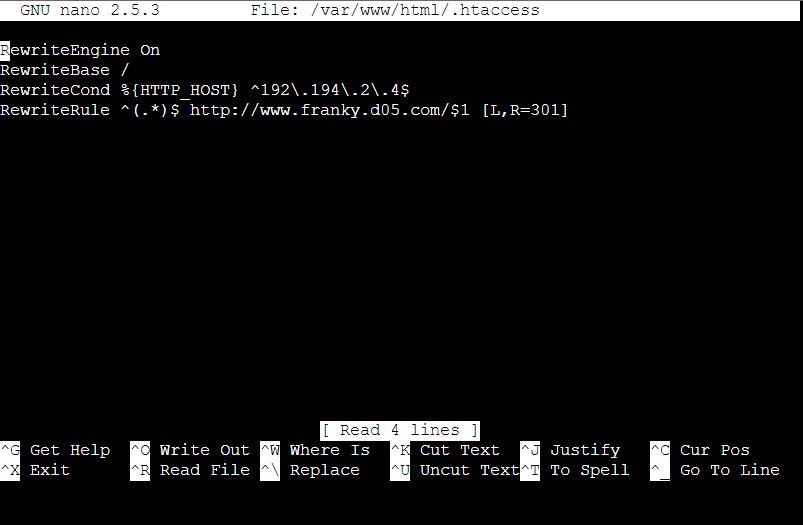 GNU nano 2.5.3 File: /var/www/html/.htaccess
RewriteEngine On
RewriteBase /
RewriteCond %{HTTP_HOST} ^192\.194\.2\.4$
RewriteRule ^(.*)$ http://www.franky.d05.com/$1 [L,R=301]
[ Read 4 lines ]
^G Get Help ^O Write Out ^W Where Is ^K Cut Text ^J Justify ^C Cur Pos
^X Exit ^R Read File ^\ Replace ^U Uncut Text ^T To Spell ^_ Go To Line